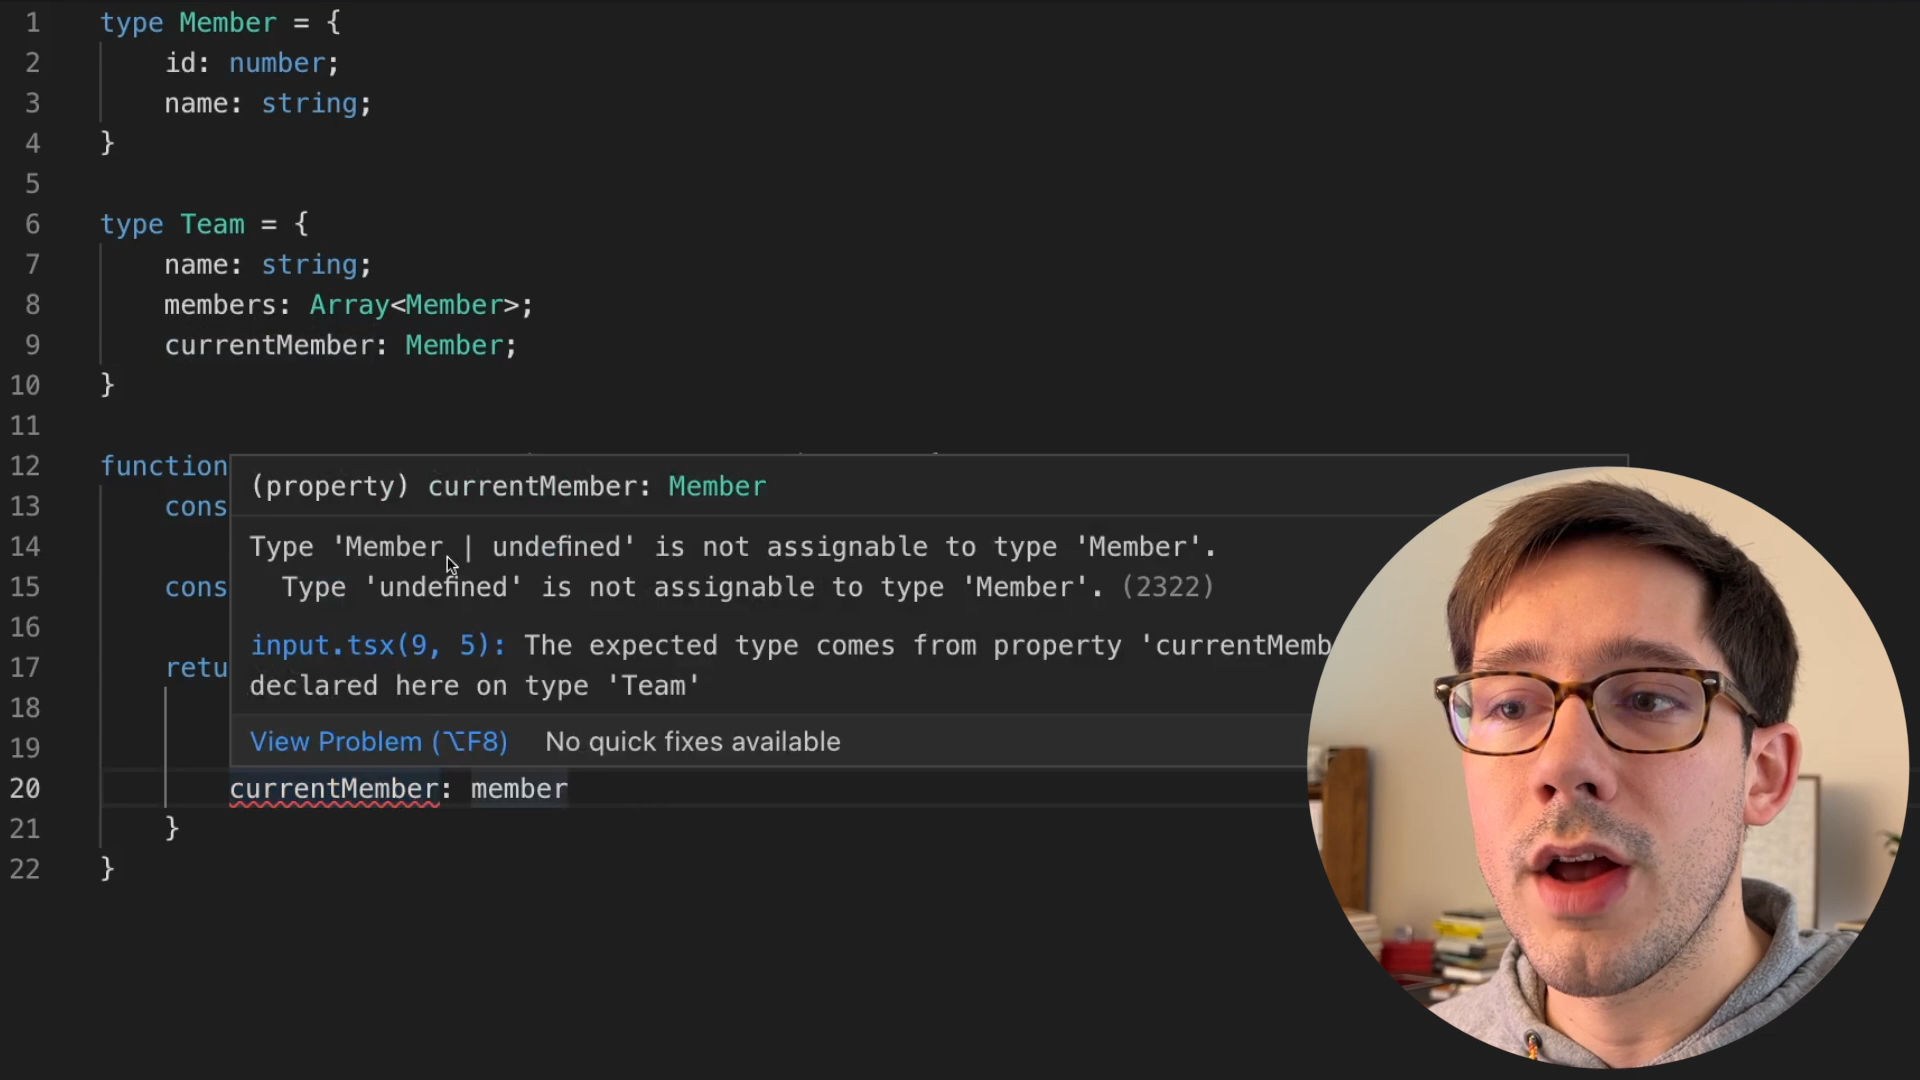 1 type Member = {
2 id: number;
3 name: string;
4 }
5
6 type Team = {
7 name: string;
8 members: Array<Member>;
9 currentMember: Member;
10 }
11
12 function
13 cons
(property) currentMember: Member
14 Type 'Member | undefined' is not assignable to type 'Member'.
15 cons Type 'undefined' is not assignable to type 'Member'. (2322)
16 input.tsx(9, 5): The expected type comes from property 'currentMemb
17 retu declared here on type 'Team'
18
19 View Problem (⌥F8) No quick fixes available
20 currentMember: member
21 }
22 }